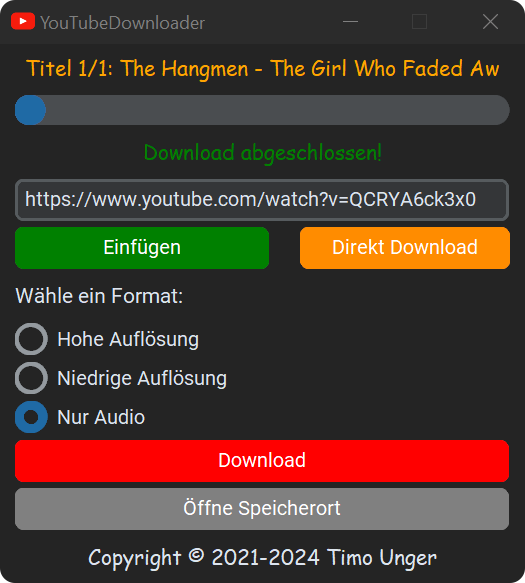 YouTubeDownloader
Titel 1/1: The Hangmen - The Girl Who Faded Aw
Download abgeschlossen!
https://www.youtube.com/watch?v=QCRYA6ck3x0
Einfügen Direkt Download
Wähle ein Format:
Hohe Auflösung
Niedrige Auflösung
Nur Audio
Download
Öffne Speicherort
Copyright © 2021-2024 Timo Unger